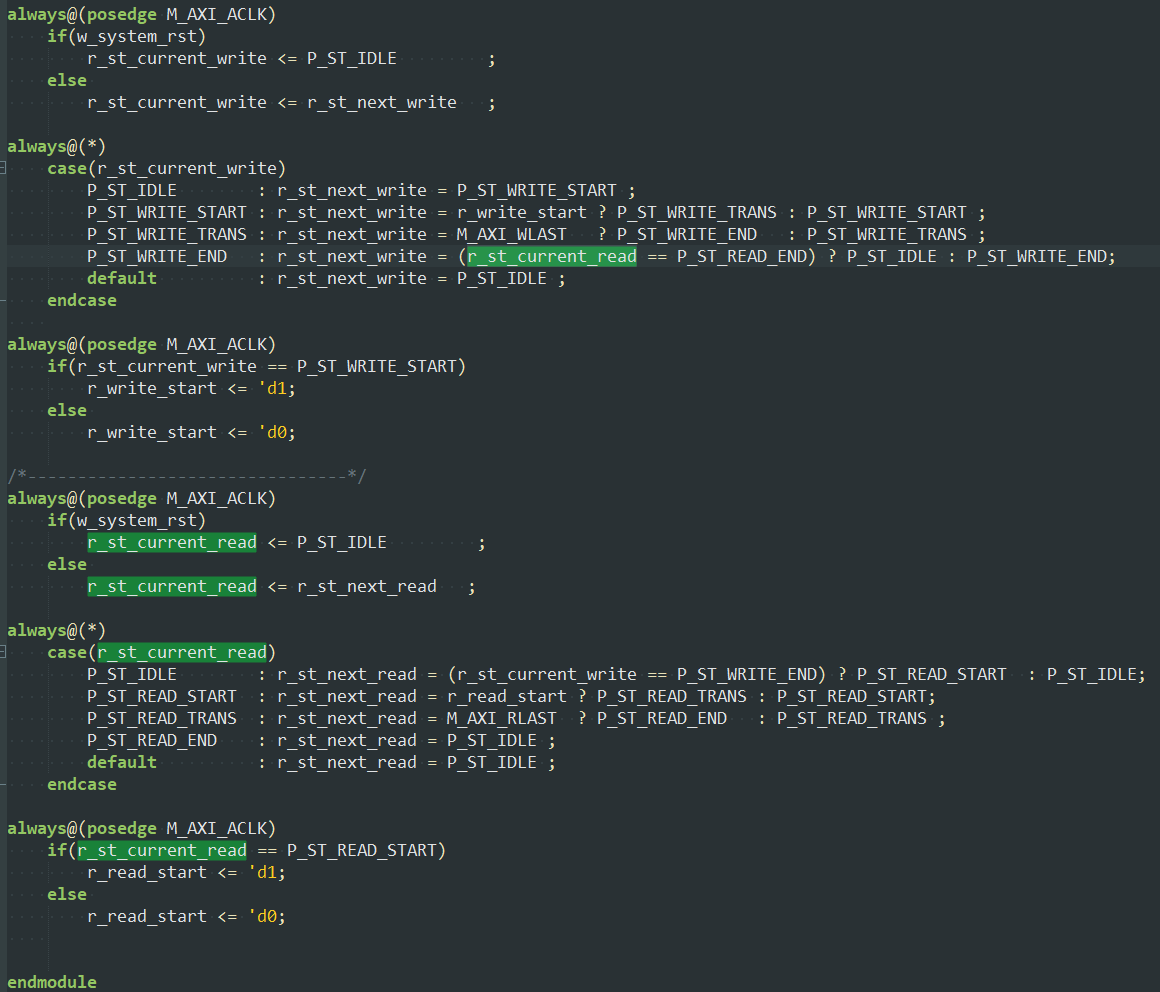 always@(posedge M_AXI_ACLK)
    if(w_system_rst)
        r_st_current_write <= P_ST_IDLE         ;
    else
        r_st_current_write <= r_st_next_write   ;

always@(*)
    case(r_st_current_write)
        P_ST_IDLE        : r_st_next_write = P_ST_WRITE_START ;
        P_ST_WRITE_START : r_st_next_write = r_write_start ? P_ST_WRITE_TRANS : P_ST_WRITE_START ;
        P_ST_WRITE_TRANS : r_st_next_write = M_AXI_WLAST   ? P_ST_WRITE_END   : P_ST_WRITE_TRANS ;
        P_ST_WRITE_END   : r_st_next_write = (r_st_current_read == P_ST_READ_END) ? P_ST_IDLE : P_ST_WRITE_END;
        default          : r_st_next_write = P_ST_IDLE ;
    endcase

always@(posedge M_AXI_ACLK)
    if(r_st_current_write == P_ST_WRITE_START)
        r_write_start <= 'd1;
    else
        r_write_start <= 'd0;

/*--------------------------------*/
always@(posedge M_AXI_ACLK)
    if(w_system_rst)
        r_st_current_read <= P_ST_IDLE         ;
    else
        r_st_current_read <= r_st_next_read   ;

always@(*)
    case(r_st_current_read)
        P_ST_IDLE        : r_st_next_read = (r_st_current_write == P_ST_WRITE_END) ? P_ST_READ_START  : P_ST_IDLE;
        P_ST_READ_START  : r_st_next_read = r_read_start ? P_ST_READ_TRANS : P_ST_READ_START;
        P_ST_READ_TRANS  : r_st_next_read = M_AXI_RLAST  ? P_ST_READ_END   : P_ST_READ_TRANS ;
        P_ST_READ_END    : r_st_next_read = P_ST_IDLE ;
        default          : r_st_next_read = P_ST_IDLE ;
    endcase

always@(posedge M_AXI_ACLK)
    if(r_st_current_read == P_ST_READ_START)
        r_read_start <= 'd1;
    else
        r_read_start <= 'd0;

endmodule